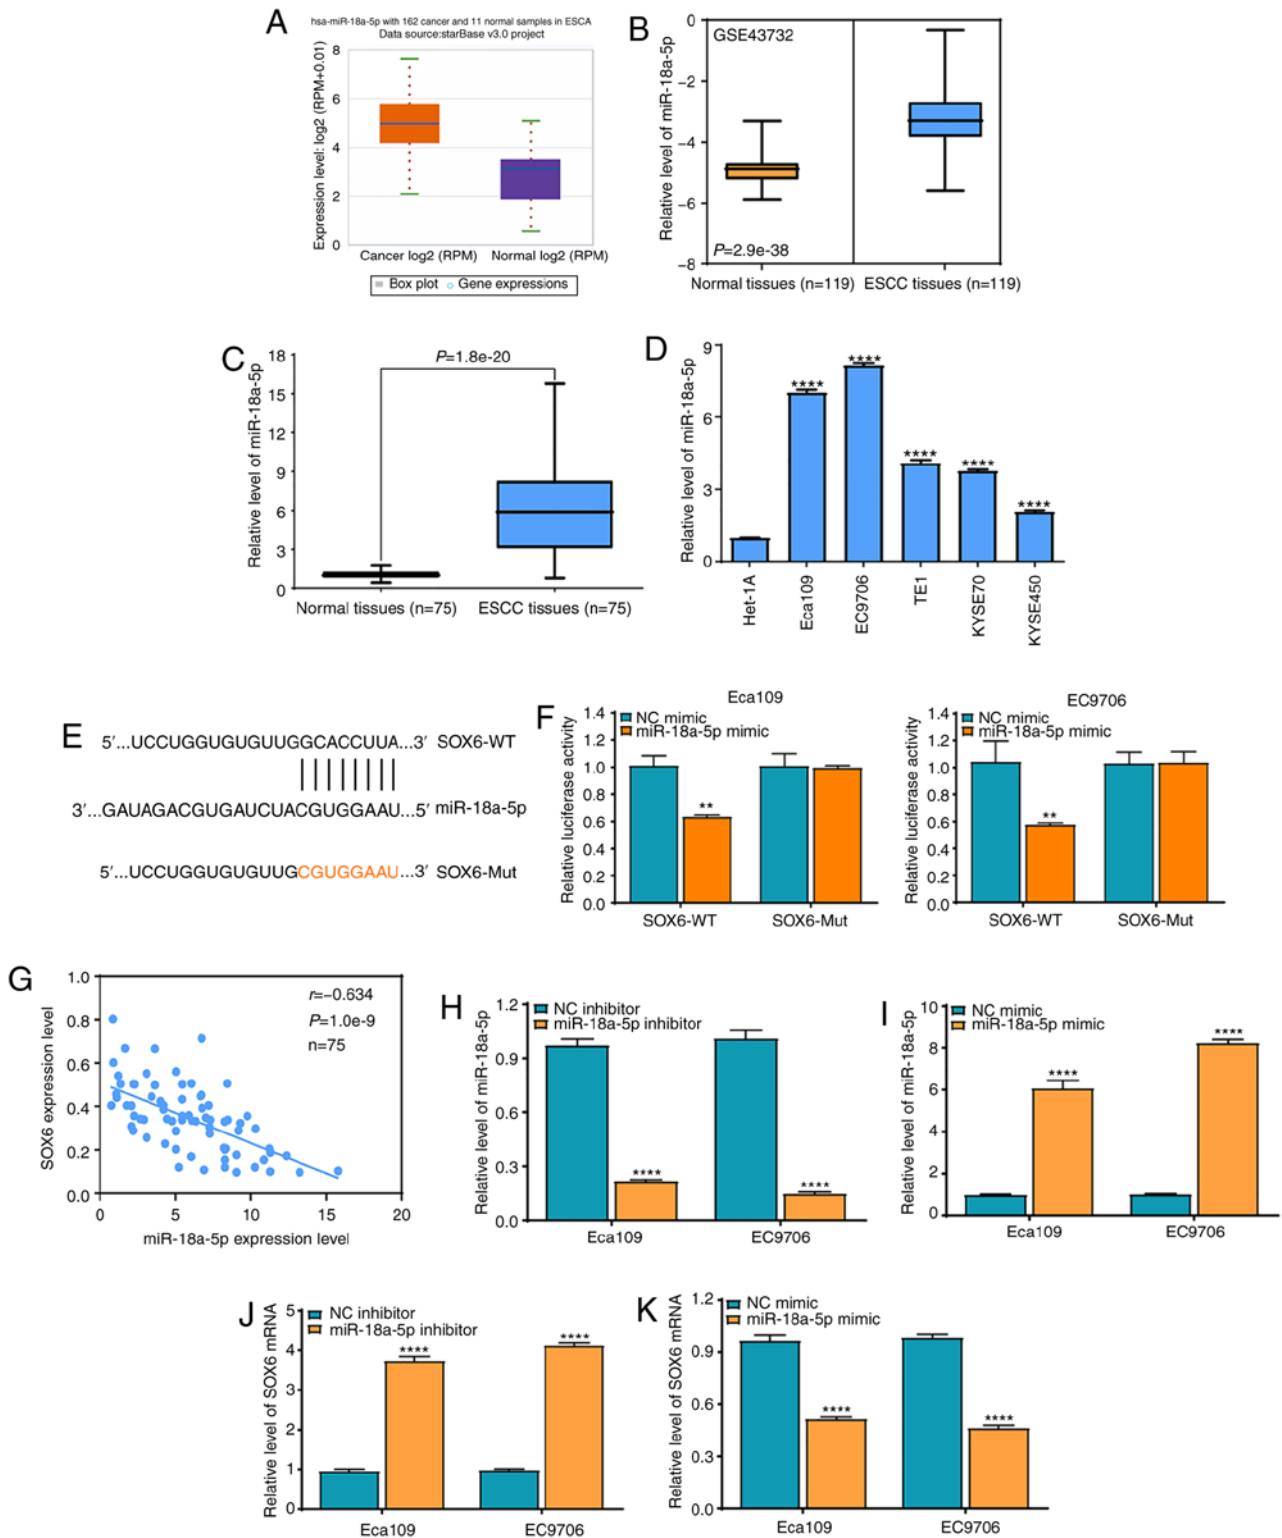 A
hsa-miR-18a-5p with 162 cancer and 11 normal samples in ESCA
Data source:starBase v3.0 project
Expression level: log2 (RPM+0.01)
8
6
4
2
0
Cancer log2 (RPM) Normal log2 (RPM)
Box plot Gene expressions
B
Relative level of miR-18a-5p
GSE43732
0
−2
−4
−6
−8
P=2.9e-38
Normal tissues (n=119) ESCC tissues (n=119)
C
Relative level of miR-18a-5p
P=1.8e-20
18
15
12
9
6
3
0
Normal tissues (n=75) ESCC tissues (n=75)
D
Relative level of miR-18a-5p
9
6
3
0
**** **** **** **** ****
Het-1A Eca109 EC9706 TE1 KYSE70 KYSE450
E
5′...UCCUGGUGUGUUGGCACCUUA...3′ SOX6-WT
3′...GAUAGACGUGAUCUACGUGGAAU...5′ miR-18a-5p
5′...UCCUGGUGUGUUGCGUGGAAU...3′ SOX6-Mut
F
Eca109
NC mimic
miR-18a-5p mimic
Relative luciferase activity
1.4
1.2
1.0
0.8
0.6
0.4
0.2
0.0
**
SOX6-WT SOX6-Mut
EC9706
NC mimic
miR-18a-5p mimic
Relative luciferase activity
1.4
1.2
1.0
0.8
0.6
0.4
0.2
0.0
**
SOX6-WT SOX6-Mut
G
SOX6 expression level
1.0
0.8
0.6
0.4
0.2
0.0
r=−0.634
P=1.0e-9
n=75
0 5 10 15 20
miR-18a-5p expression level
H
NC inhibitor
miR-18a-5p inhibitor
Relative level of miR-18a-5p
1.2
0.9
0.6
0.3
0.0
**** ****
Eca109 EC9706
I
NC mimic
miR-18a-5p mimic
Relative level of miR-18a-5p
10
8
6
4
2
0
**** ****
Eca109 EC9706
J
NC inhibitor
miR-18a-5p inhibitor
Relative level of SOX6 mRNA
5
4
3
2
1
0
**** ****
Eca109 EC9706
K
NC mimic
miR-18a-5p mimic
Relative level of SOX6 mRNA
1.2
0.9
0.6
0.3
0.0
**** ****
Eca109 EC9706